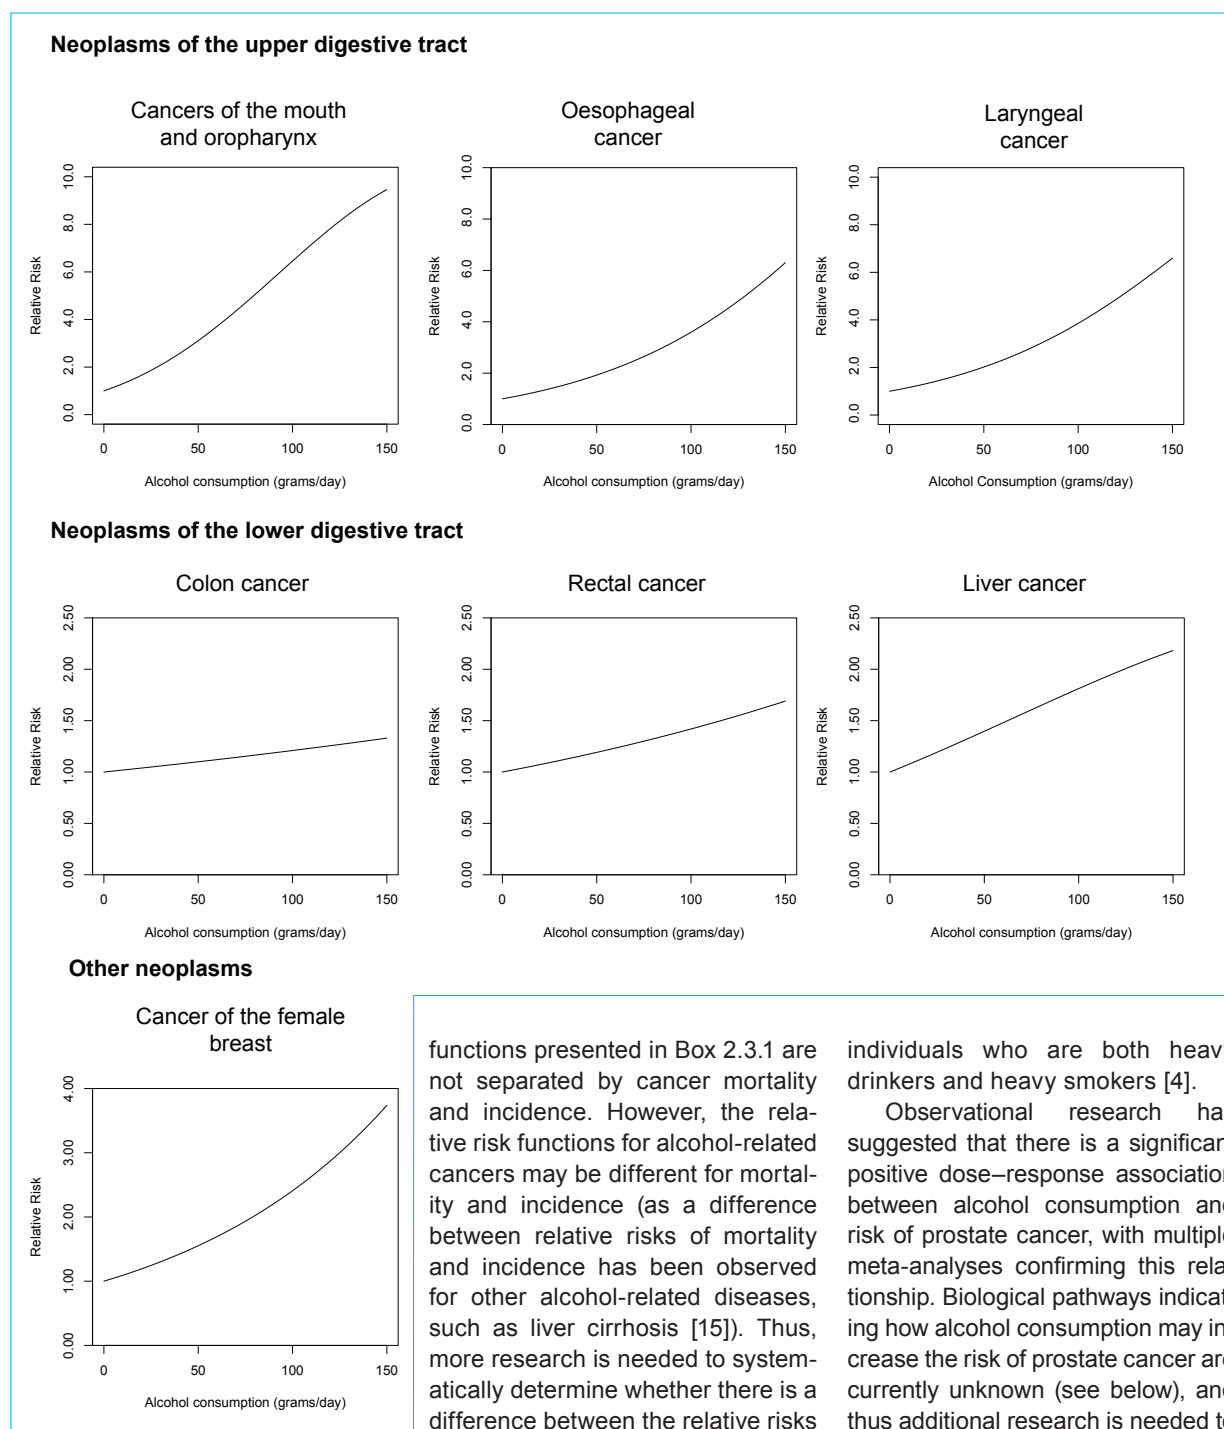 Neoplasms of the upper digestive tract
Cancers of the mouth
and oropharynx
Relative Risk
0.0 2.0 4.0 6.0 8.0 10.0
0 50 100 150
Alcohol consumption (grams/day)
Oesophageal
cancer
Relative Risk
0.0 2.0 4.0 6.0 8.0 10.0
0 50 100 150
Alcohol consumption (grams/day)
Laryngeal
cancer
Relative Risk
0.0 2.0 4.0 6.0 8.0 10.0
0 50 100 150
Alcohol Consumption (grams/day)
Neoplasms of the lower digestive tract
Colon cancer
Relative Risk
0.00 0.50 1.00 1.50 2.00 2.50
0 50 100 150
Alcohol consumption (grams/day)
Rectal cancer
Relative Risk
0.00 0.50 1.00 1.50 2.00 2.50
0 50 100 150
Alcohol consumption (grams/day)
Liver cancer
Relative Risk
0.00 0.50 1.00 1.50 2.00 2.50
0 50 100 150
Alcohol consumption (grams/day)
Other neoplasms
Cancer of the female
breast
Relative Risk
0.00 1.00 2.00 3.00 4.00
0 50 100 150
Alcohol consumption (grams/day)
functions presented in Box 2.3.1 are
not separated by cancer mortality
and incidence. However, the rela-
tive risk functions for alcohol-related
cancers may be different for mortal-
ity and incidence (as a difference
between relative risks of mortality
and incidence has been observed
for other alcohol-related diseases,
such as liver cirrhosis [15]). Thus,
more research is needed to system-
atically determine whether there is a
difference between the relative risks
individuals who are both heavy
drinkers and heavy smokers [4].
Observational research ha
suggested that there is a significan
positive dose–response association
between alcohol consumption and
risk of prostate cancer, with multiple
meta-analyses confirming this rela
tionship. Biological pathways indicat
ing how alcohol consumption may in
crease the risk of prostate cancer are
currently unknown (see below), and
thus additional research is needed to